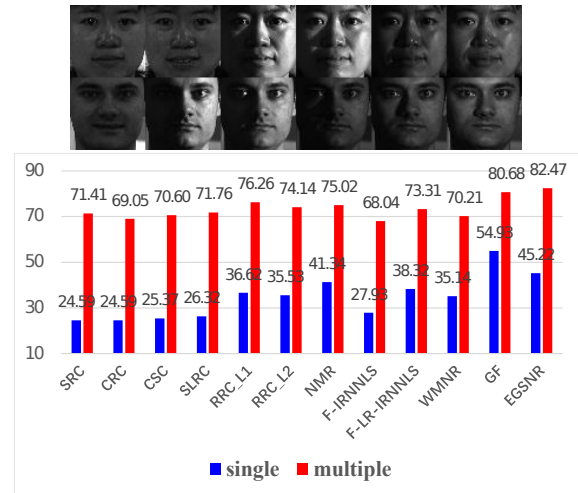 90
70
50
30
10
71.41
69.05
70.60
71.76
76.26
74.14
75.02
68.04
73.31
70.21
80.68
82.47
24.59
24.59
25.37
26.32
36.62
35.53
41.34
27.93
38.32
35.14
54.93
45.22
SRC
CRC
CSC
SLRC
RRC_L1
RRC_L2
NMR
F-IRNNLS
F-LR-IRNNLS
WMNR
GF
EGSNR
single multiple